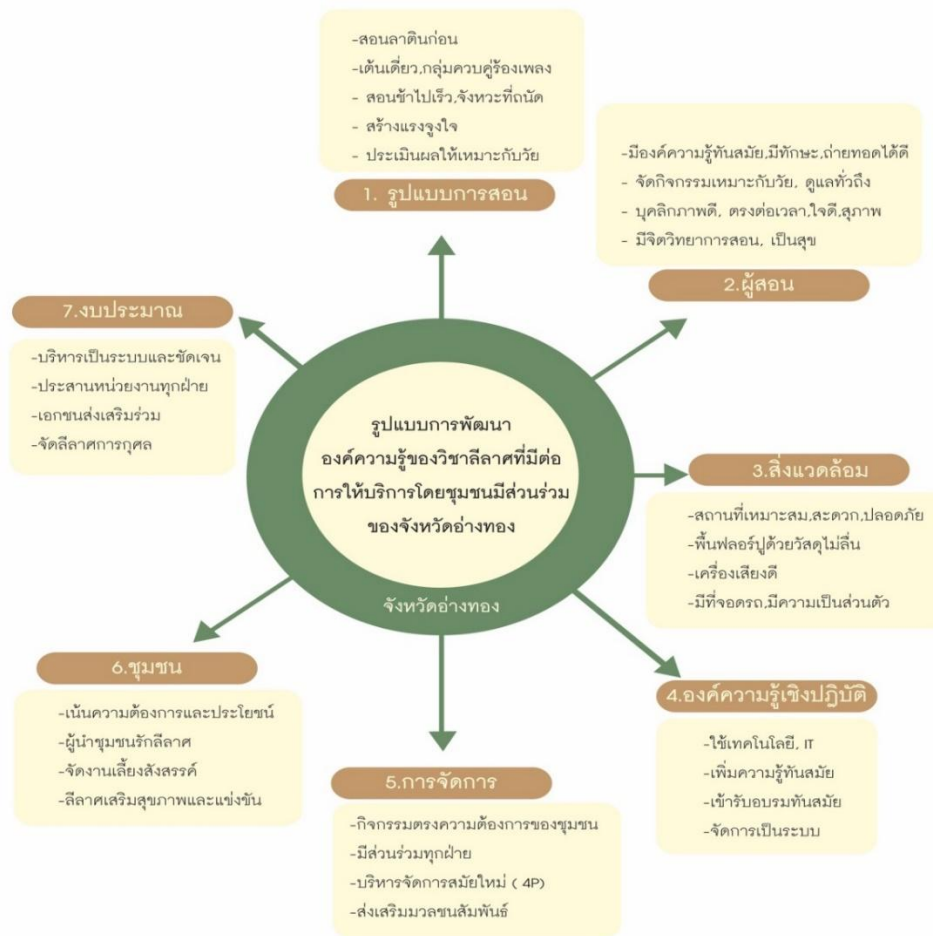 -สอนลาตินก่อน
-เต้นเดี่ยว,กลุ่มควบคู่ร้องเพลง
- สอนช้าไปเร็ว,จังหวะที่ถนัด
- สร้างแรงจูงใจ
- ประเมินผลให้เหมาะกับวัย
1. รูปแบบการสอน
-มีองค์ความรู้ทันสมัย,มีทักษะ,ถ่ายทอดได้ดี
- จัดกิจกรรมเหมาะกับวัย, ดูแลทั่วถึง
- บุคลิกภาพดี, ตรงต่อเวลา,ใจดี,สุภาพ
- มีจิตวิทยาการสอน, เป็นสุข
2.ผู้สอน
3.สิ่งแวดล้อม
-สถานที่เหมาะสม,สะดวก,ปลอดภัย
-พื้นฟลอร์ปูด้วยวัสดุไม่ลื่น
-เครื่องเสียงดี
-มีที่จอดรถ,มีความเป็นส่วนตัว
4.องค์ความรู้เชิงปฏิบัติ
-ใช้เทคโนโลยี, IT
-เพิ่มความรู้ทันสมัย
-เข้ารับอบรมทันสมัย
-จัดการเป็นระบบ
5.การจัดการ
-กิจกรรมตรงความต้องการของชุมชน
-มีส่วนร่วมทุกฝ่าย
-บริหารจัดการสมัยใหม่ ( 4P)
-ส่งเสริมมวลชนสัมพันธ์
6.ชุมชน
-เน้นความต้องการและประโยชน์
-ผู้นำชุมชนรักลีลาศ
-จัดงานเลี้ยงสังสรรค์
-ลีลาศเสริมสุขภาพและแข่งขัน
7.งบประมาณ
-บริหารเป็นระบบและชัดเจน
-ประสานหน่วยงานทุกฝ่าย
-เอกชนส่งเสริมร่วม
-จัดลีลาศการกุศล
รูปแบบการพัฒนา
องค์ความรู้ของวิชาลีลาศที่มีต่อ
การให้บริการโดยชุมชนมีส่วนร่วม
ของจังหวัดอ่างทอง
จังหวัดอ่างทอง